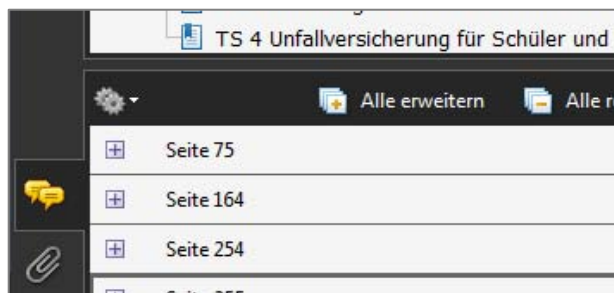 TS 4 Unfallversicherung für Schüler und
Alle erweitern
Seite 75
Seite 164
Seite 254